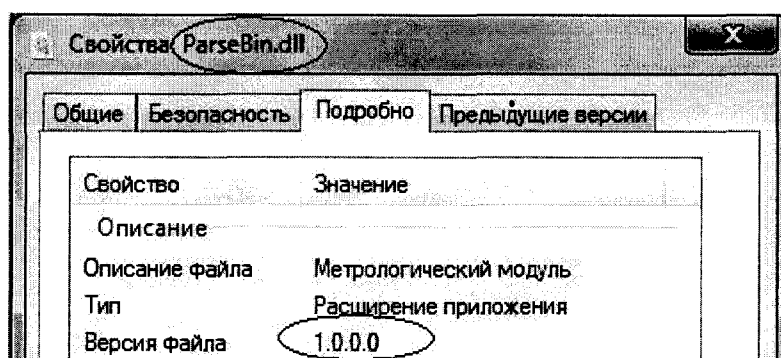 Свойства: ParseBin.dll
Общие Безопасность Подробно Предыдущие версии
Свойство Значение
Описание
Описание файла Метрологический модуль
Тип Расширение приложения
Версия файла 1.0.0.0